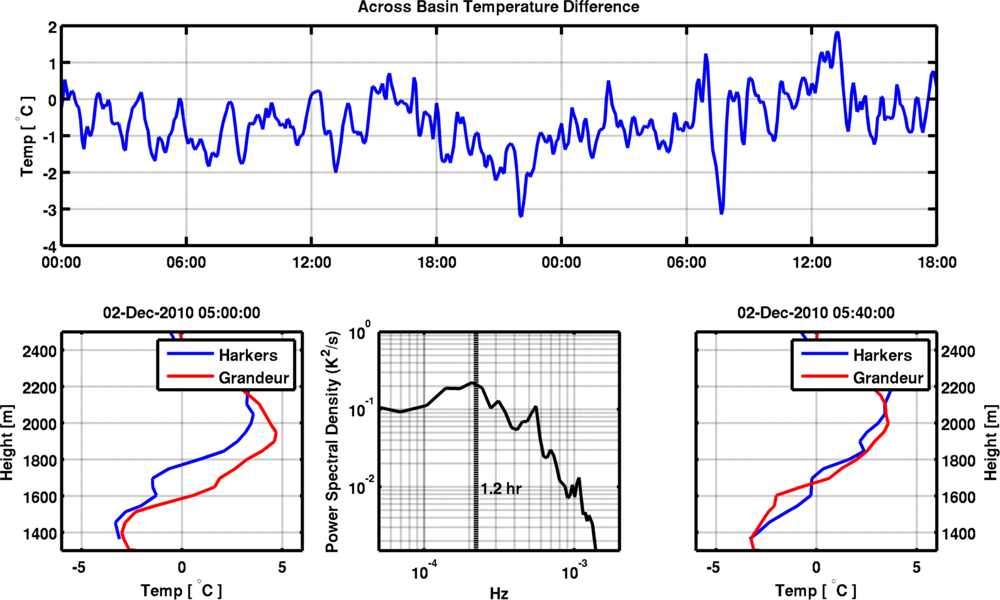 Across Basin Temperature Difference
2
1
0
-1
-2
-3
-4
Temp [ °C ]
00:00 06:00 12:00 18:00 00:00 06:00 12:00 18:00
02-Dec-2010 05:00:00
Harkers
Grandeur
2400
2200
2000
1800
1600
1400
Height [m]
-5 0 5
Temp [ °C ]
10^0
10^-1
10^-2
Power Spectral Density (K^2/s)
1.2 hr
10^-4 10^-3
Hz
02-Dec-2010 05:40:00
Harkers
Grandeur
2400
2200
2000
1800
1600
1400
Height [m]
-5 0 5
Temp [ °C ]